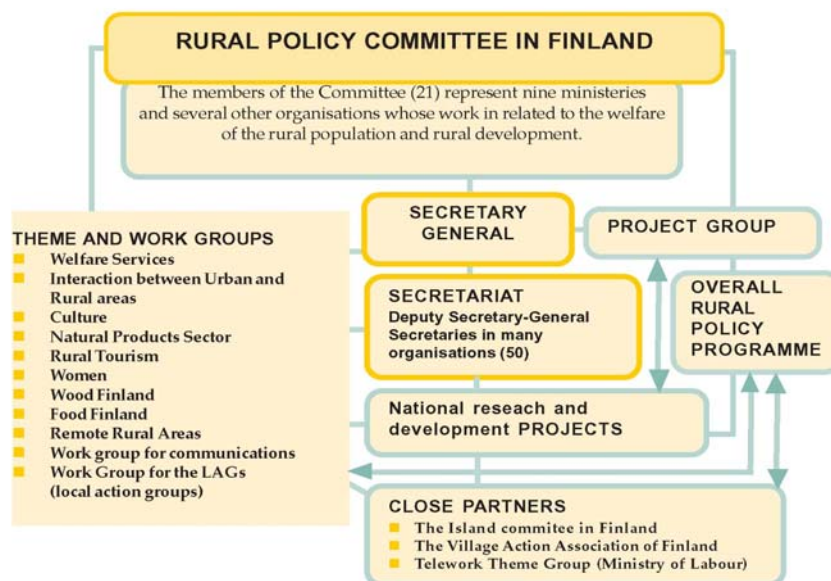 RURAL POLICY COMMITTEE IN FINLAND
The members of the Committee (21) represent nine ministeries
and several other organisations whose work in related to the welfare
of the rural population and rural development.
SECRETARY
GENERAL
PROJECT GROUP
THEME AND WORK GROUPS
Welfare Services
Interaction between Urban and
Rural areas
Culture
Natural Products Sector
Rural Tourism
Women
Wood Finland
Food Finland
Remote Rural Areas
Work group for communications
Work Group for the LAGs
(local action groups)
SECRETARIAT
Deputy Secretary-General
Secretaries in many
organisations (50)
OVERALL
RURAL
POLICY
PROGRAMME
National reseach and
development PROJECTS
CLOSE PARTNERS
The Island commitee in Finland
The Village Action Association of Finland
Telework Theme Group (Ministry of Labour)